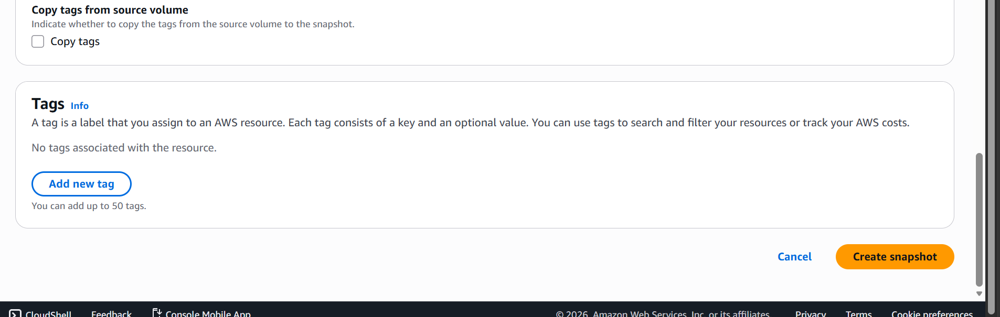 Copy tags from source volume
Indicate whether to copy the tags from the source volume to the snapshot.
Copy tags
Tags Info
A tag is a label that you assign to an AWS resource. Each tag consists of a key and an optional value. You can use tags to search and filter your resources or track your AWS costs.
No tags associated with the resource.
Add new tag
You can add up to 50 tags.
Cancel Create snapshot
CloudShell Feedback Console Mobile App © 2026, Amazon Web Services, Inc. or its affiliates. Privacy Terms Cookie preferences